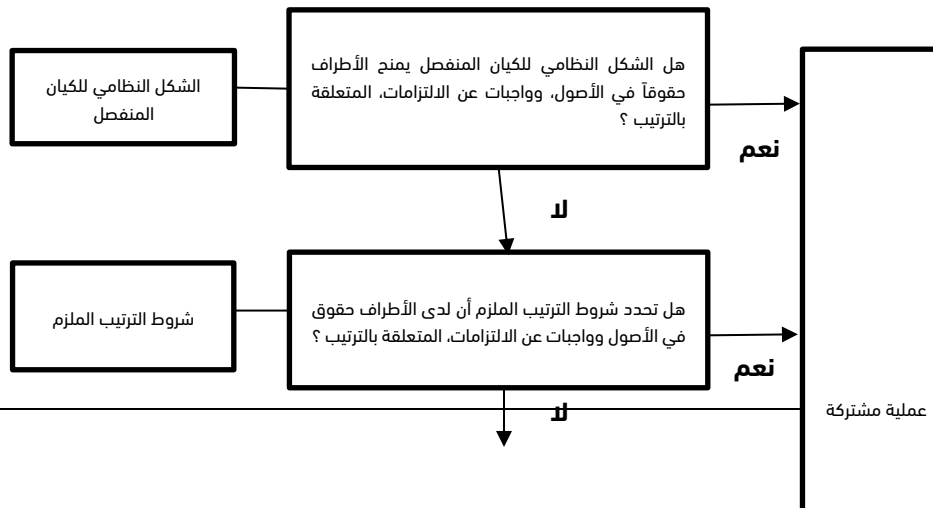 الشكل النظامي للكيان
المنفصل
هل الشكل النظامي للكيان المنفصل يمنح الأطراف
حقوقاً في الأصول، وواجبات عن الالتزامات، المتعلقة
بالترتيب ؟
نعم
لا
شروط الترتيب الملزم
هل تحدد شروط الترتيب الملزم أن لدى الأطراف حقوق
في الأصول وواجبات عن الالتزامات، المتعلقة بالترتيب ؟
نعم
لا
عملية مشتركة